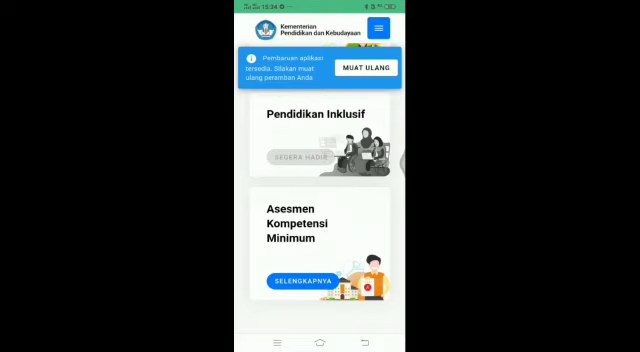 15:34
Kementerian
Pendidikan dan Kebudayaan
Pembaruan aplikasi
tersedia. Silakan muat
ulang peramban Anda
MUAT ULANG
Pendidikan Inklusif
SEGERA HADIR
Asesmen
Kompetensi
Minimum
SELENGKAPNYA